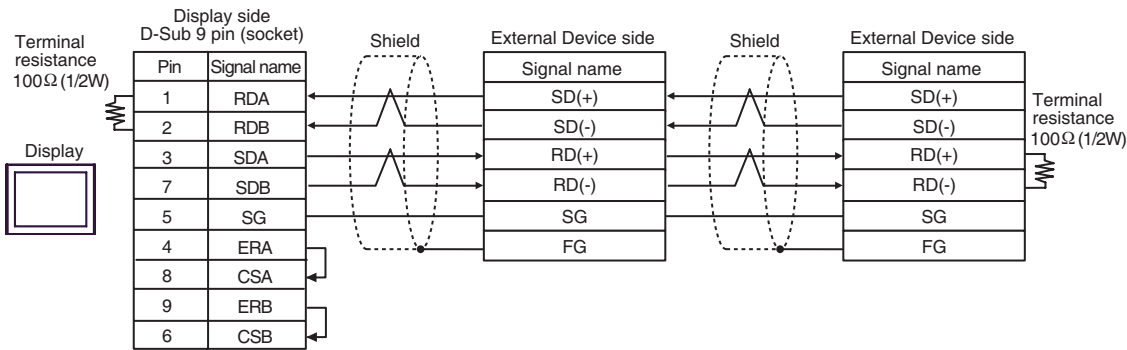 Display side
D-Sub 9 pin (socket)
Terminal
resistance
100Ω (1/2W)
Shield
External Device side
Shield
External Device side
Pin Signal name
Signal name
Signal name
1 RDA
SD(+)
SD(+)
2 RDB
SD(-)
SD(-)
Terminal
resistance
100Ω (1/2W)
Display
3 SDA
RD(+)
RD(+)
7 SDB
RD(-)
RD(-)
5 SG
SG
SG
4 ERA
FG
FG
8 CSA
9 ERB
6 CSB